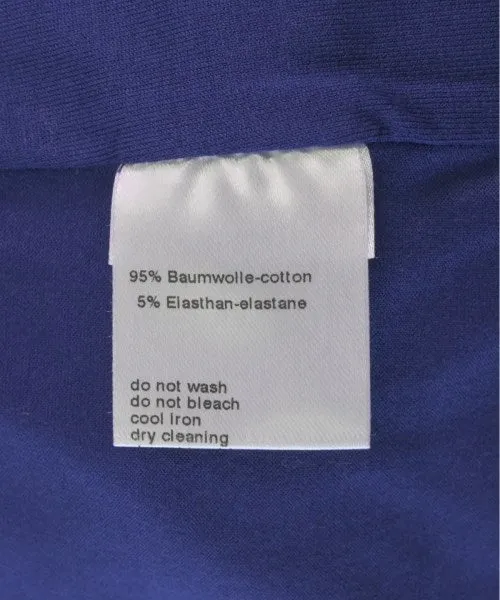 95% Baumwolle-cotton
5% Elasthan-elastane
do not wash
do not bleach
cool iron
dry cleaning